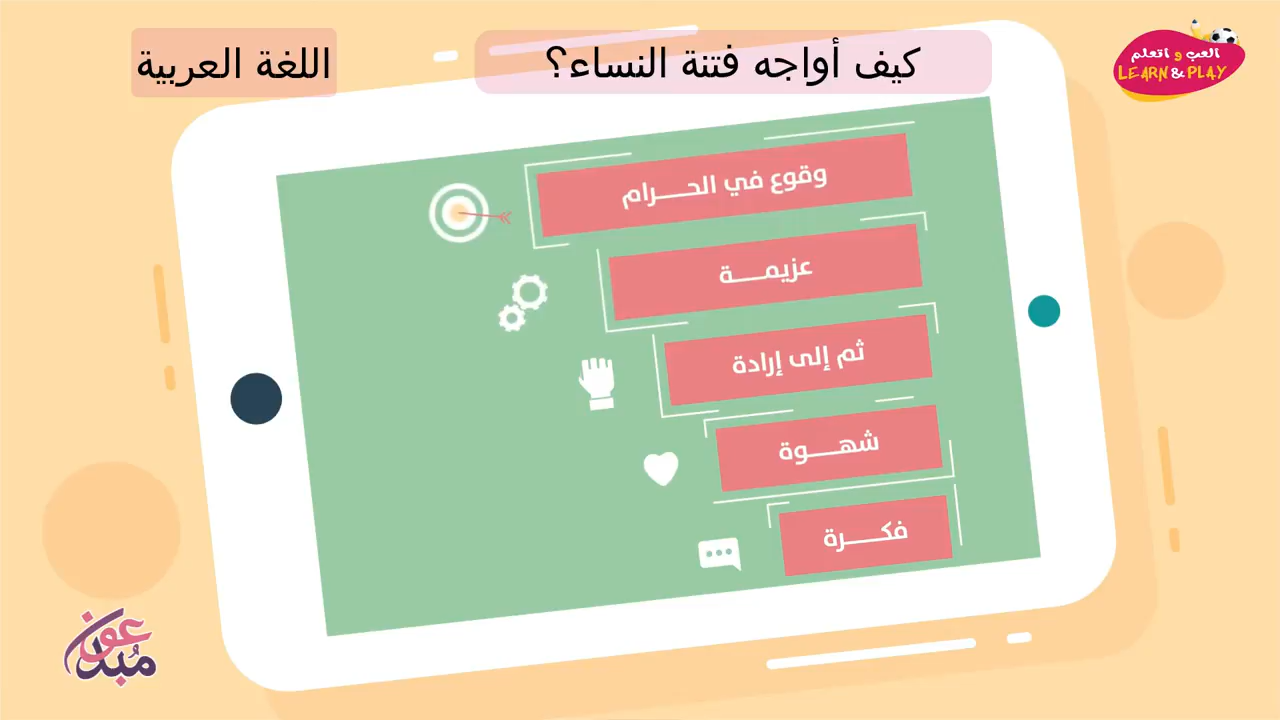 كيف أواجه فتنة النساء؟
اللغة العربية
العب و اتعلم
LEARN & PLAY
وقوع في الحـــرام
عزيمـــة
ثم إلى إرادة
شهـــوة
فكـــرة
مبدعون